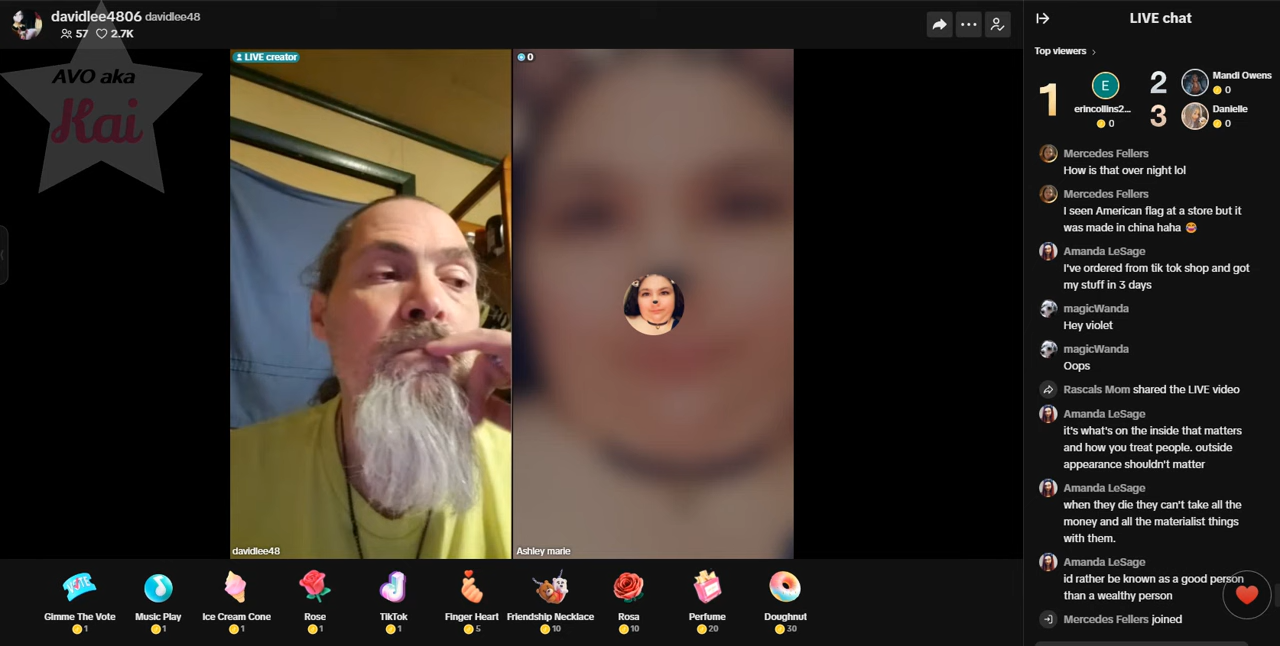 davidlee4806 davidlee48
57 2.7K
AVO aka
Kai
LIVE creator
0
davidlee48
Ashley marie
Gimme The Vote
1
Music Play
1
Ice Cream Cone
1
Rose
1
TikTok
1
Finger Heart
5
Friendship Necklace
10
Rosa
10
Perfume
20
Doughnut
30
LIVE chat
Top viewers
1
E
erincollins2...
0
2
Mandi Owens
0
3
Danielle
0
Mercedes Fellers
How is that over night lol
Mercedes Fellers
I seen American flag at a store but it
was made in china haha
Amanda LeSage
I've ordered from tik tok shop and got
my stuff in 3 days
magicWanda
Hey violet
magicWanda
Oops
Rascals Mom shared the LIVE video
Amanda LeSage
it's what's on the inside that matters
and how you treat people. outside
appearance shouldn't matter
Amanda LeSage
when they die they can't take all the
money and all the materialist things
with them.
Amanda LeSage
id rather be known as a good person
than a wealthy person
Mercedes Fellers joined